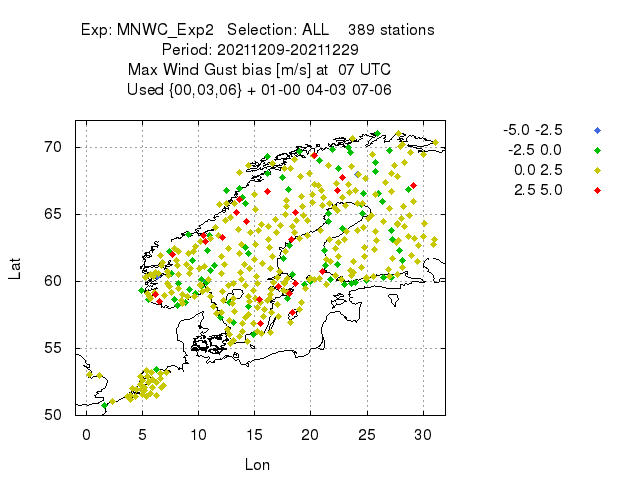 Exp: MNWC_Exp2 Selection: ALL 389 stations
Period: 20211209-20211229
Max Wind Gust bias [m/s] at 07 UTC
Used {00,03,06} + 01-00 04-03 07-06
-5.0 -2.5
-2.5 0.0
0.0 2.5
2.5 5.0
70
65
60
55
50
Lat
0 5 10 15 20 25 30
Lon